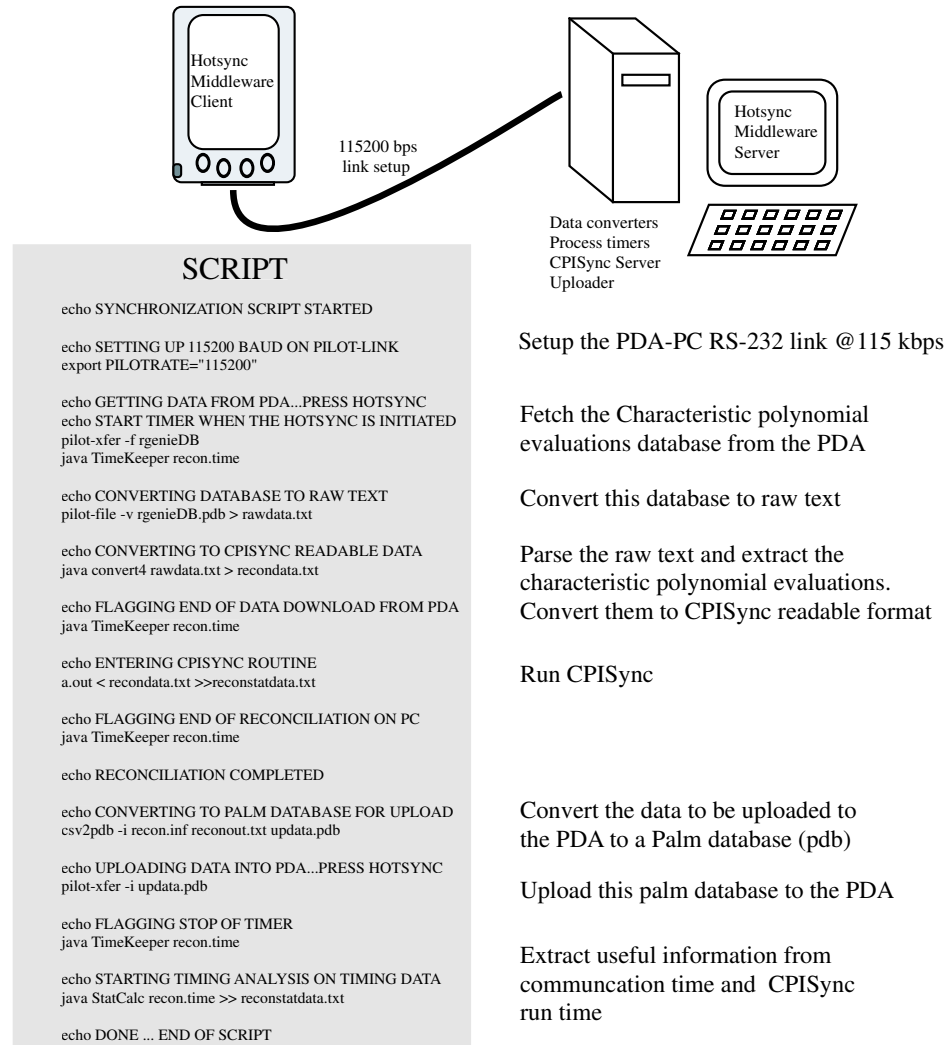 Hotsync
Middleware
Client
115200 bps
link setup
Hotsync
Middleware
Server
Data converters
Process timers
CPISync Server
Uploader
SCRIPT
echo SYNCHRONIZATION SCRIPT STARTED
echo SETTING UP 115200 BAUD ON PILOT-LINK
export PILOTRATE="115200"
Setup the PDA-PC RS-232 link @115 kbps
echo GETTING DATA FROM PDA...PRESS HOTSYNC
echo START TIMER WHEN THE HOTSYNC IS INITIATED
pilot-xfer -f rgenieDB
java TimeKeeper recon.time
Fetch the Characteristic polynomial
evaluations database from the PDA
echo CONVERTING DATABASE TO RAW TEXT
pilot-file -v rgenieDB.pdb > rawdata.txt
Convert this database to raw text
echo CONVERTING TO CPISYNC READABLE DATA
java convert4 rawdata.txt > recondata.txt
Parse the raw text and extract the
characteristic polynomial evaluations.
Convert them to CPISync readable format
echo FLAGGING END OF DATA DOWNLOAD FROM PDA
java TimeKeeper recon.time
echo ENTERING CPISYNC ROUTINE
a.out < recondata.txt >>reconstatdata.txt
Run CPISync
echo FLAGGING END OF RECONCILIATION ON PC
java TimeKeeper recon.time
echo RECONCILIATION COMPLETED
echo CONVERTING TO PALM DATABASE FOR UPLOAD
csv2pdb -i recon.inf reconout.txt updata.pdb
Convert the data to be uploaded to
the PDA to a Palm database (pdb)
echo UPLOADING DATA INTO PDA...PRESS HOTSYNC
pilot-xfer -i updata.pdb
Upload this palm database to the PDA
echo FLAGGING STOP OF TIMER
java TimeKeeper recon.time
echo STARTING TIMING ANALYSIS ON TIMING DATA
java StatCalc recon.time >> reconstatdata.txt
Extract useful information from
communcation time and CPISync
run time
echo DONE ... END OF SCRIPT